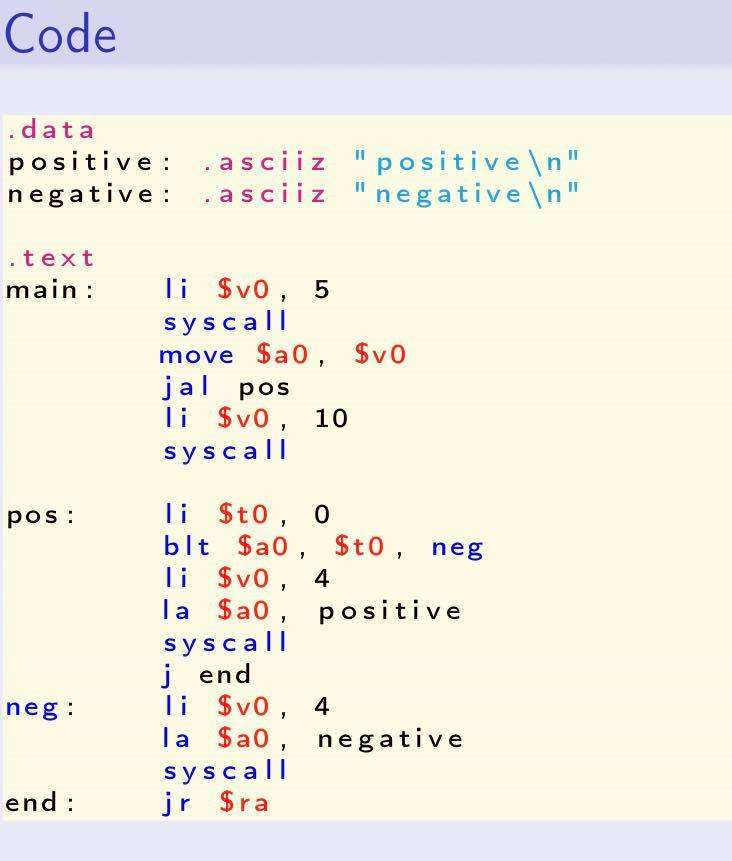 Code
.data
positive: .asciiz "positive\n"
negative: .asciiz "negative\n"
.text
main: li $v0, 5
syscall
move $a0, $v0
jal pos
li $v0, 10
syscall
pos: li $t0, 0
blt $a0, $t0, neg
li $v0, 4
la $a0, positive
syscall
j end
neg: li $v0, 4
la $a0, negative
syscall
end: jr $ra